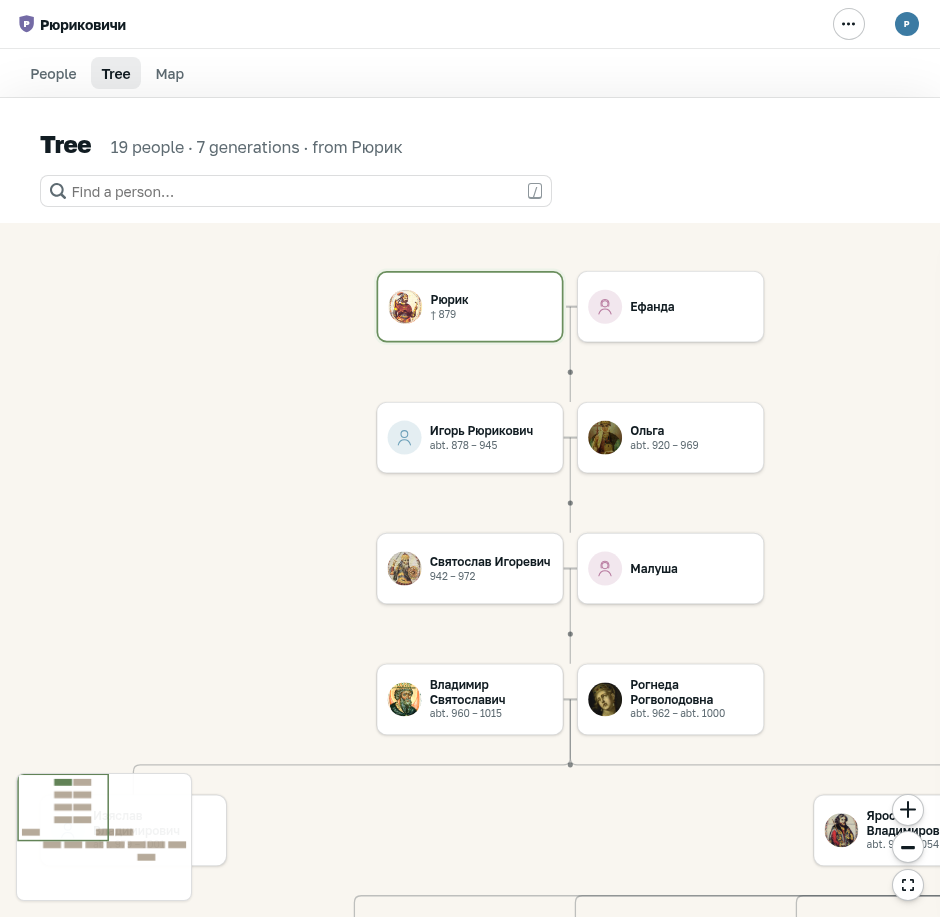 Рюриковичи
P
People
Tree
Map
Tree
19 people · 7 generations · from Рюрик
Find a person...
/
Рюрик
† 879
Ефанда
Игорь Рюрикович
abt. 878 – 945
Ольга
abt. 920 – 969
Святослав Игоревич
942 – 972
Малуша
Владимир
Святославич
abt. 960 – 1015
Рогнеда
Рогволодовна
abt. 962 – abt. 1000
Изяслав